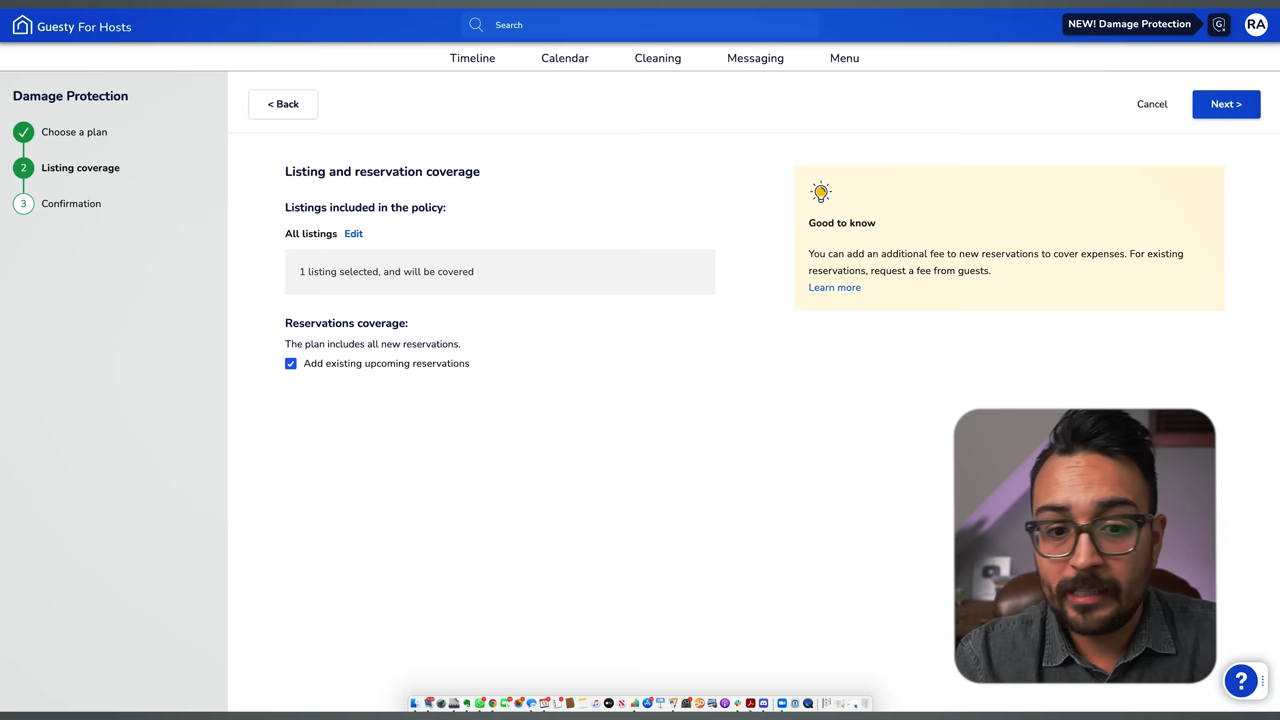 Guesty For Hosts
Search
NEW! Damage Protection
RA
Timeline
Calendar
Cleaning
Messaging
Menu
Damage Protection
Choose a plan
2 Listing coverage
3 Confirmation
< Back
Cancel
Next >
Listing and reservation coverage
Listings included in the policy:
All listings Edit
1 listing selected, and will be covered
Reservations coverage:
The plan includes all new reservations.
Add existing upcoming reservations
Good to know
You can add an additional fee to new reservations to cover expenses. For existing
reservations, request a fee from guests.
Learn more
?